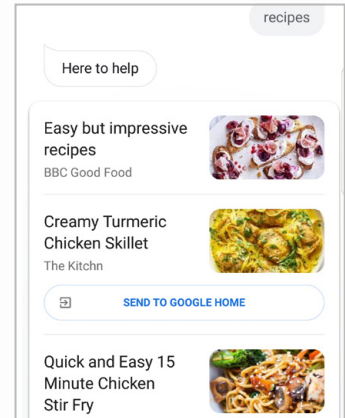 recipes
Here to help
Easy but impressive
recipes
BBC Good Food
Creamy Turmeric
Chicken Skillet
The Kitchn
SEND TO GOOGLE HOME
Quick and Easy 15
Minute Chicken
Stir Fry